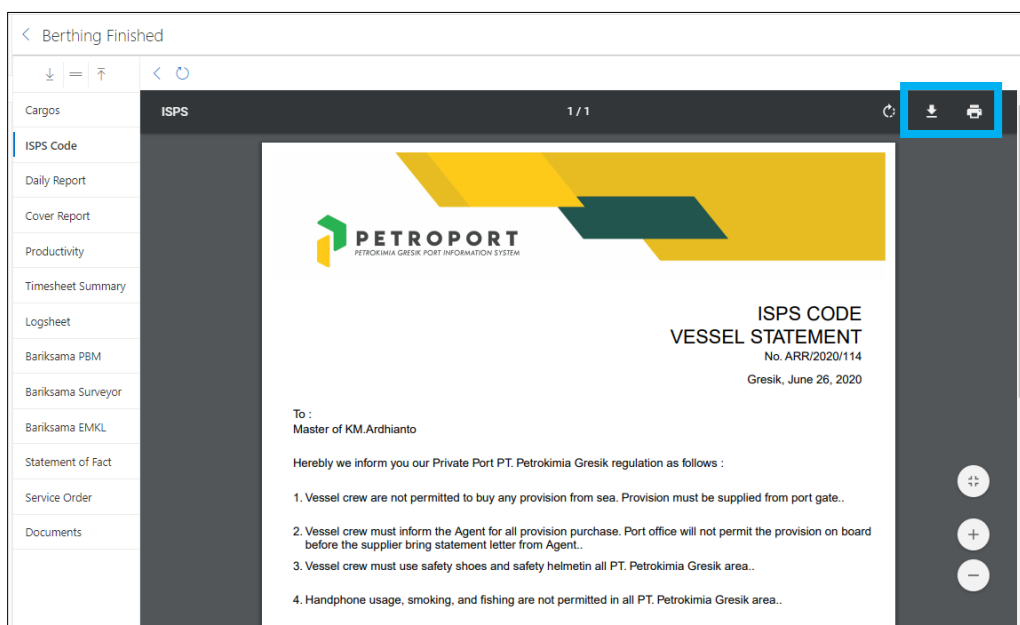 Berthing Finished
Cargos
ISPS Code
Daily Report
Cover Report
Productivity
Timesheet Summary
Logsheet
Bariksama PBM
Bariksama Surveyor
Bariksama EMKL
Statement of Fact
Service Order
Documents
ISPS
1 / 1
PETROPORT
PETROKIMIA GRESIK PORT INFORMATION SYSTEM
ISPS CODE
VESSEL STATEMENT
No. ARR/2020/114
Gresik, June 26, 2020
To :
Master of KM.Ardhianto
Herebly we inform you our Private Port PT. Petrokimia Gresik regulation as follows :
1. Vessel crew are not permitted to buy any provision from sea. Provision must be supplied from port gate..
2. Vessel crew must inform the Agent for all provision purchase. Port office will not permit the provision on board
before the supplier bring statement letter from Agent..
3. Vessel crew must use safety shoes and safety helmetin all PT. Petrokimia Gresik area..
4. Handphone usage, smoking, and fishing are not permitted in all PT. Petrokimia Gresik area..